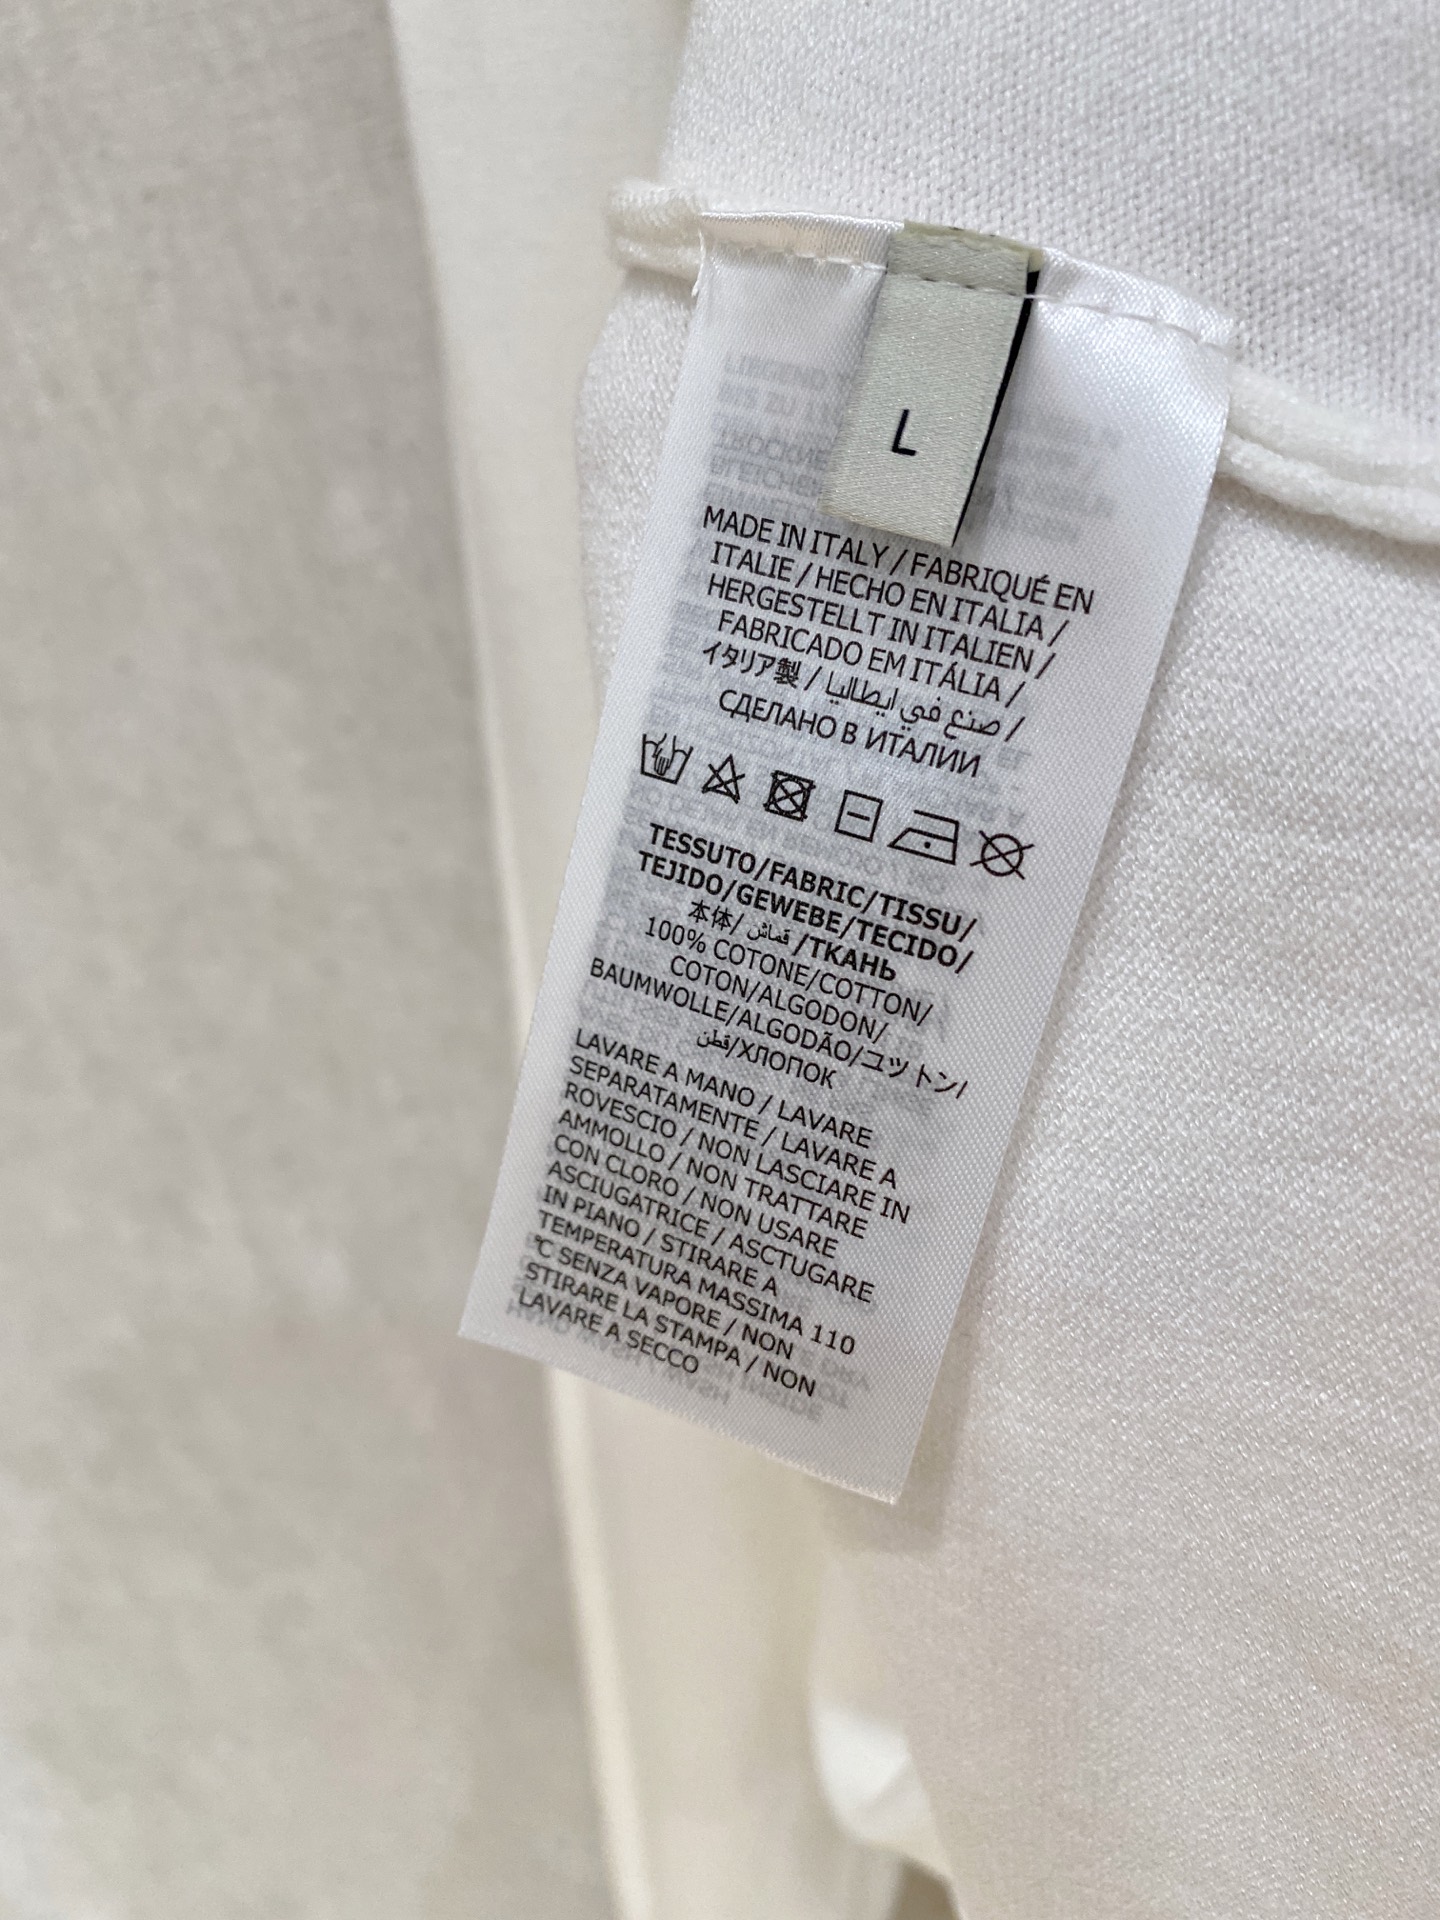 L
MADE IN ITALY / FABRIQUÉ EN
ITALIE / HECHO EN ITALIA /
HERGESTELLT IN ITALIEN /
FABRICADO EM ITÁLIA /
イタリア製 / صنع في ايطاليا /
СДЕЛАНО В ИТАЛИИ
TESSUTO/FABRIC/TISSU/
TEJIDO/GEWEBE/TECIDO/
本体/ قماش /ТКАНЬ
100% COTONE/COTTON/
COTON/ALGODON/
BAUMWOLLE/ALGODÃO/ユットン/
قطن/ХЛОПОК
LAVARE A MANO / LAVARE
SEPARATAMENTE / LAVARE A
ROVESCIO / NON LASCIARE IN
AMMOLLO / NON TRATTARE
CON CLORO / NON USARE
ASCIUGATRICE / ASCTUGARE
IN PIANO / STIRARE A
TEMPERATURA MASSIMA 110
°C SENZA VAPORE / NON
STIRARE LA STAMPA / NON
LAVARE A SECCO